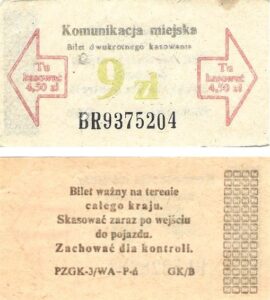 Komunikacja miejska
Bilet dwukrotnego kasowania
Tu kasować 4,50 zł
9 zł
Tu kasować 4,50 zł
BR9375204
Bilet ważny na terenie
całego kraju.
Skasować zaraz po wejściu
do pojazdu.
Zachować dla kontroli.
PZGK-3/WA-P-ń GK/B